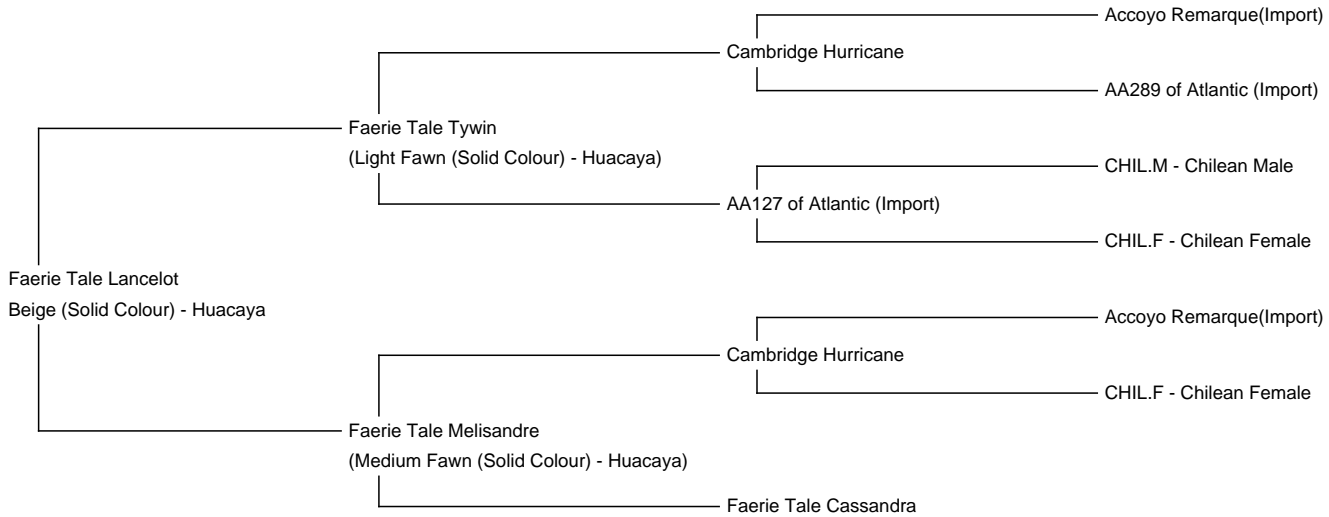 Accoyo Remarque(Import)
Cambridge Hurricane
AA289 of Atlantic (Import)
Faerie Tale Tywin
(Light Fawn (Solid Colour) - Huacaya)
CHIL.M - Chilean Male
AA127 of Atlantic (Import)
CHIL.F - Chilean Female
Faerie Tale Lancelot
Beige (Solid Colour) - Huacaya
Accoyo Remarque(Import)
Cambridge Hurricane
CHIL.F - Chilean Female
Faerie Tale Melisandre
(Medium Fawn (Solid Colour) - Huacaya)
Faerie Tale Cassandra